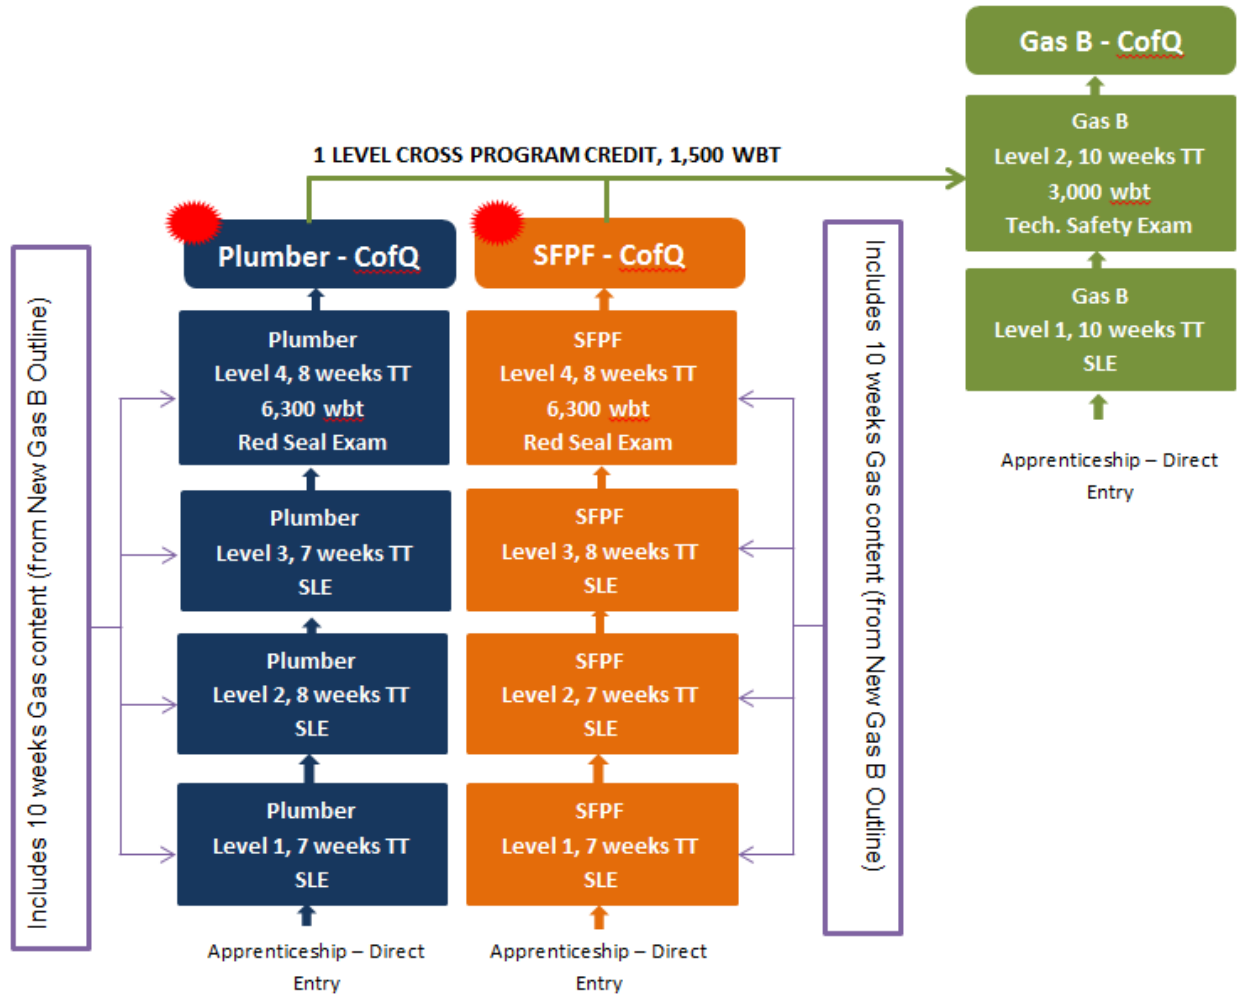 Gas B - CofQ
Gas B
Level 2, 10 weeks TT
3,000 wbt
Tech. Safety Exam
Gas B
Level 1, 10 weeks TT
SLE
Apprenticeship – Direct
Entry
1 LEVEL CROSS PROGRAM CREDIT, 1,500 WBT
Includes 10 weeks Gas content (from New Gas B Outline)
Plumber - CofQ
Plumber
Level 4, 8 weeks TT
6,300 wbt
Red Seal Exam
Plumber
Level 3, 7 weeks TT
SLE
Plumber
Level 2, 8 weeks TT
SLE
Plumber
Level 1, 7 weeks TT
SLE
Apprenticeship – Direct
Entry
SFPF - CofQ
SFPF
Level 4, 8 weeks TT
6,300 wbt
Red Seal Exam
SFPF
Level 3, 8 weeks TT
SLE
SFPF
Level 2, 7 weeks TT
SLE
SFPF
Level 1, 7 weeks TT
SLE
Apprenticeship – Direct
Entry
Includes 10 weeks Gas content (from New Gas B Outline)